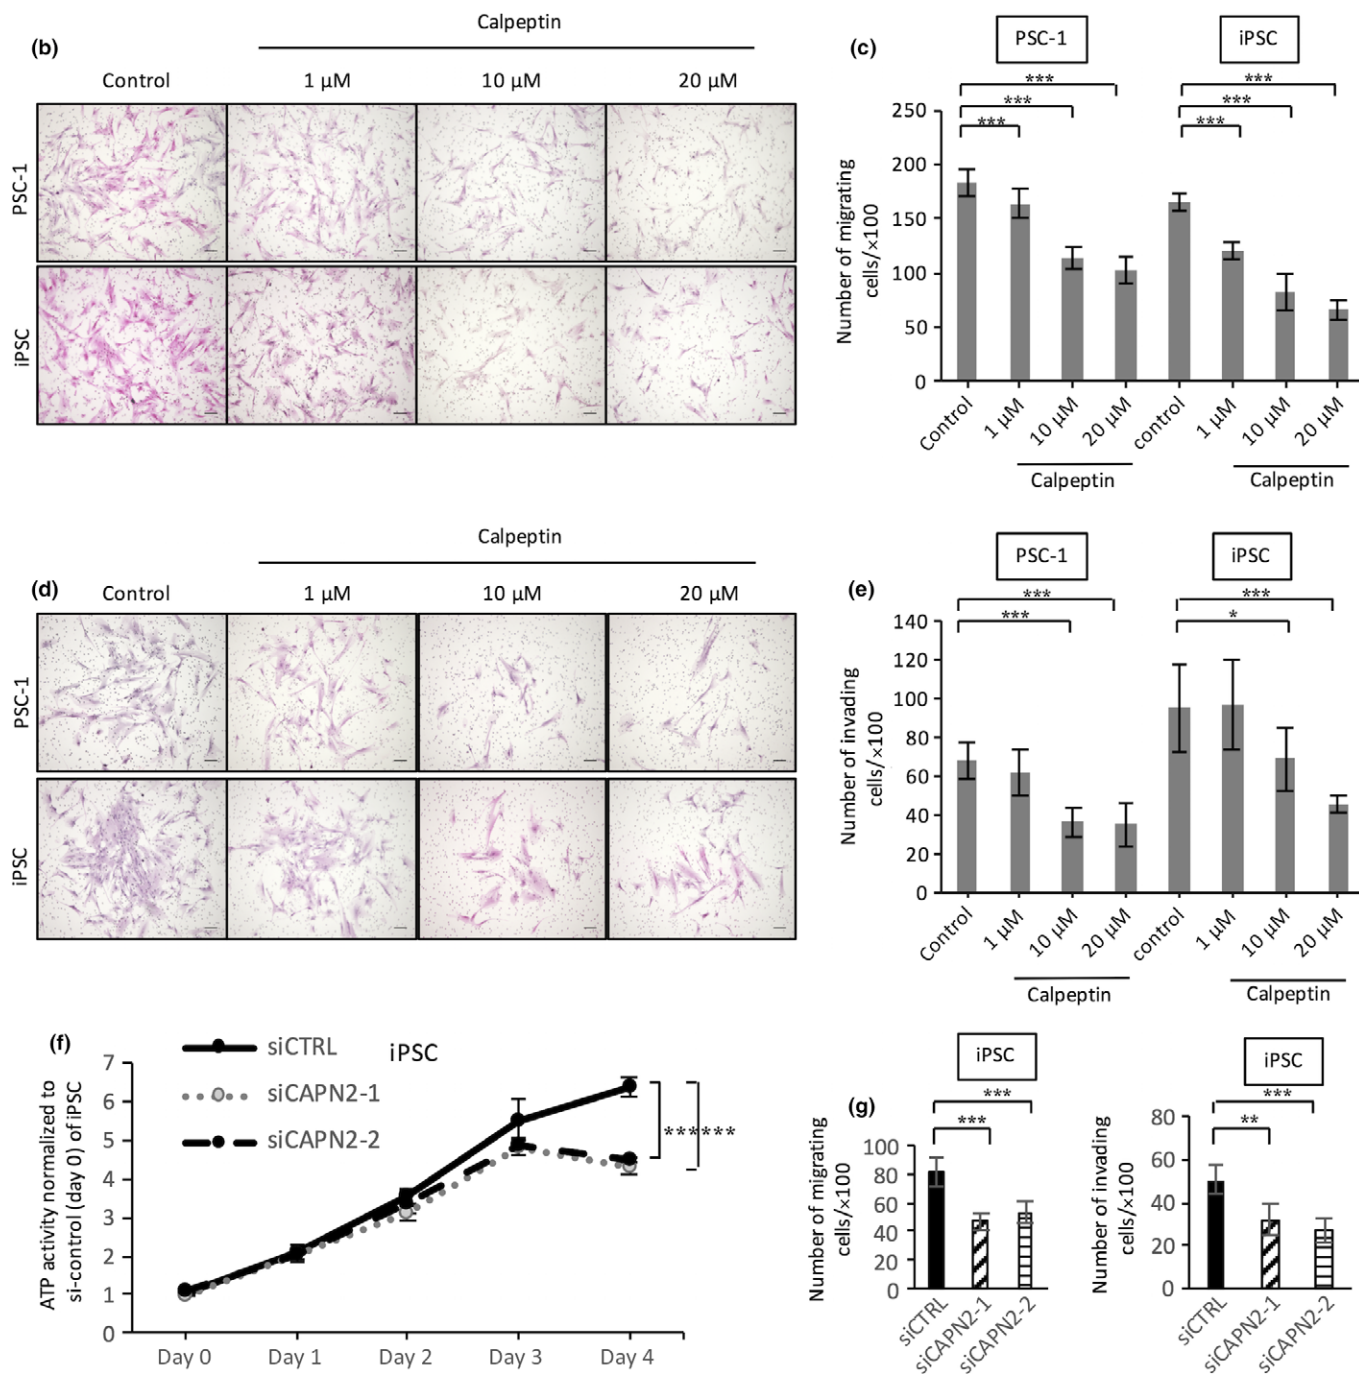 Calpeptin
(b)
Control 1 µM 10 µM 20 µM
PSC-1
iPSC
(c)
PSC-1 iPSC
*** ***
*** ***
*** ***
Number of migrating
cells/×100
250
200
150
100
50
0
Control 1 µM 10 µM 20 µM control 1 µM 10 µM 20 µM
Calpeptin Calpeptin
Calpeptin
(d)
Control 1 µM 10 µM 20 µM
PSC-1
iPSC
(e)
PSC-1 iPSC
*** ***
*** *
Number of invading
cells/×100
140
120
100
80
60
40
20
0
Control 1 µM 10 µM 20 µM control 1 µM 10 µM 20 µM
Calpeptin Calpeptin
(f)
siCTRL iPSC
siCAPN2-1
siCAPN2-2
ATP activity normalized to
si-control (day 0) of iPSC
7
6
5
4
3
2
1
0
******
Day 0 Day 1 Day 2 Day 3 Day 4
(g)
iPSC
***
***
Number of migrating
cells/×100
100
80
60
40
20
0
siCTRL siCAPN2-1 siCAPN2-2
iPSC
***
**
Number of invading
cells/×100
80
60
40
20
0
siCTRL siCAPN2-1 siCAPN2-2